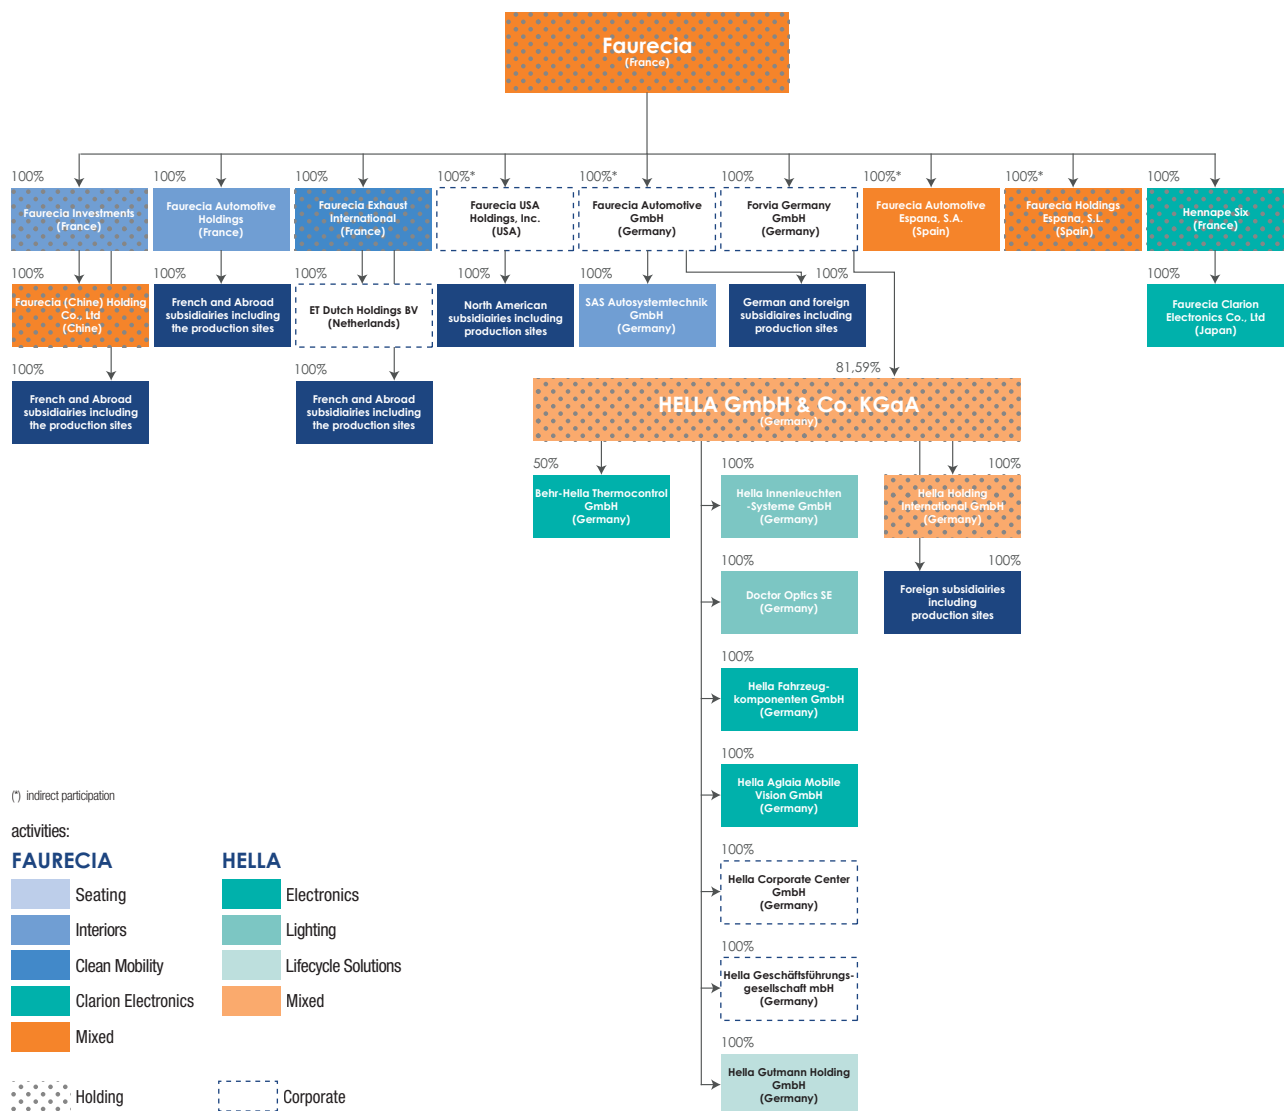 Faurecia
(France)
100%
100%
100%
100%*
100%*
100%
100%*
100%*
100%
Faurecia Investments
(France)
Faurecia Automotive
Holdings
(France)
Faurecia Exhaust
International
(France)
Faurecia USA
Holdings, Inc.
(USA)
Faurecia Automotive
GmbH
(Germany)
Forvia Germany
GmbH
(Germany)
Faurecia Automotive
Espana, S.A.
(Spain)
Faurecia Holdings
Espana, S.L.
(Spain)
Hennape Six
(France)
100%
100%
100%
100%
100%
100%
100%
Faurecia (Chine) Holding
Co., Ltd
(Chine)
French and Abroad
subsidiairies including
the production sites
ET Dutch Holdings BV
(Netherlands)
North American
subsidiairies including
production sites
SAS Autosystemtechnik
GmbH
(Germany)
German and foreign
subsidiaires including
production sites
Faurecia Clarion
Electronics Co., Ltd
(Japan)
100%
100%
81,59%
French and Abroad
subsidiairies including
the production sites
French and Abroad
subsidiairies including
the production sites
HELLA GmbH & Co. KGaA
(Germany)
50%
100%
100%
Behr-Hella Thermocontrol
GmbH
(Germany)
Hella Innenleuchten
-Systeme GmbH
(Germany)
Hella Holding
International GmbH
(Germany)
100%
100%
Doctor Optics SE
(Germany)
Foreign subsidiairies
including
production sites
100%
Hella Fahrzeug-
komponenten GmbH
(Germany)
100%
Hella Aglaia Mobile
Vision GmbH
(Germany)
100%
Hella Corporate Center
GmbH
(Germany)
100%
Hella Geschäftsführungs-
gesellschaft mbH
(Germany)
100%
Hella Gutmann Holding
GmbH
(Germany)
(*) indirect participation
activities:
FAURECIA
Seating
Interiors
Clean Mobility
Clarion Electronics
Mixed
Holding
HELLA
Electronics
Lighting
Lifecycle Solutions
Mixed
Corporate